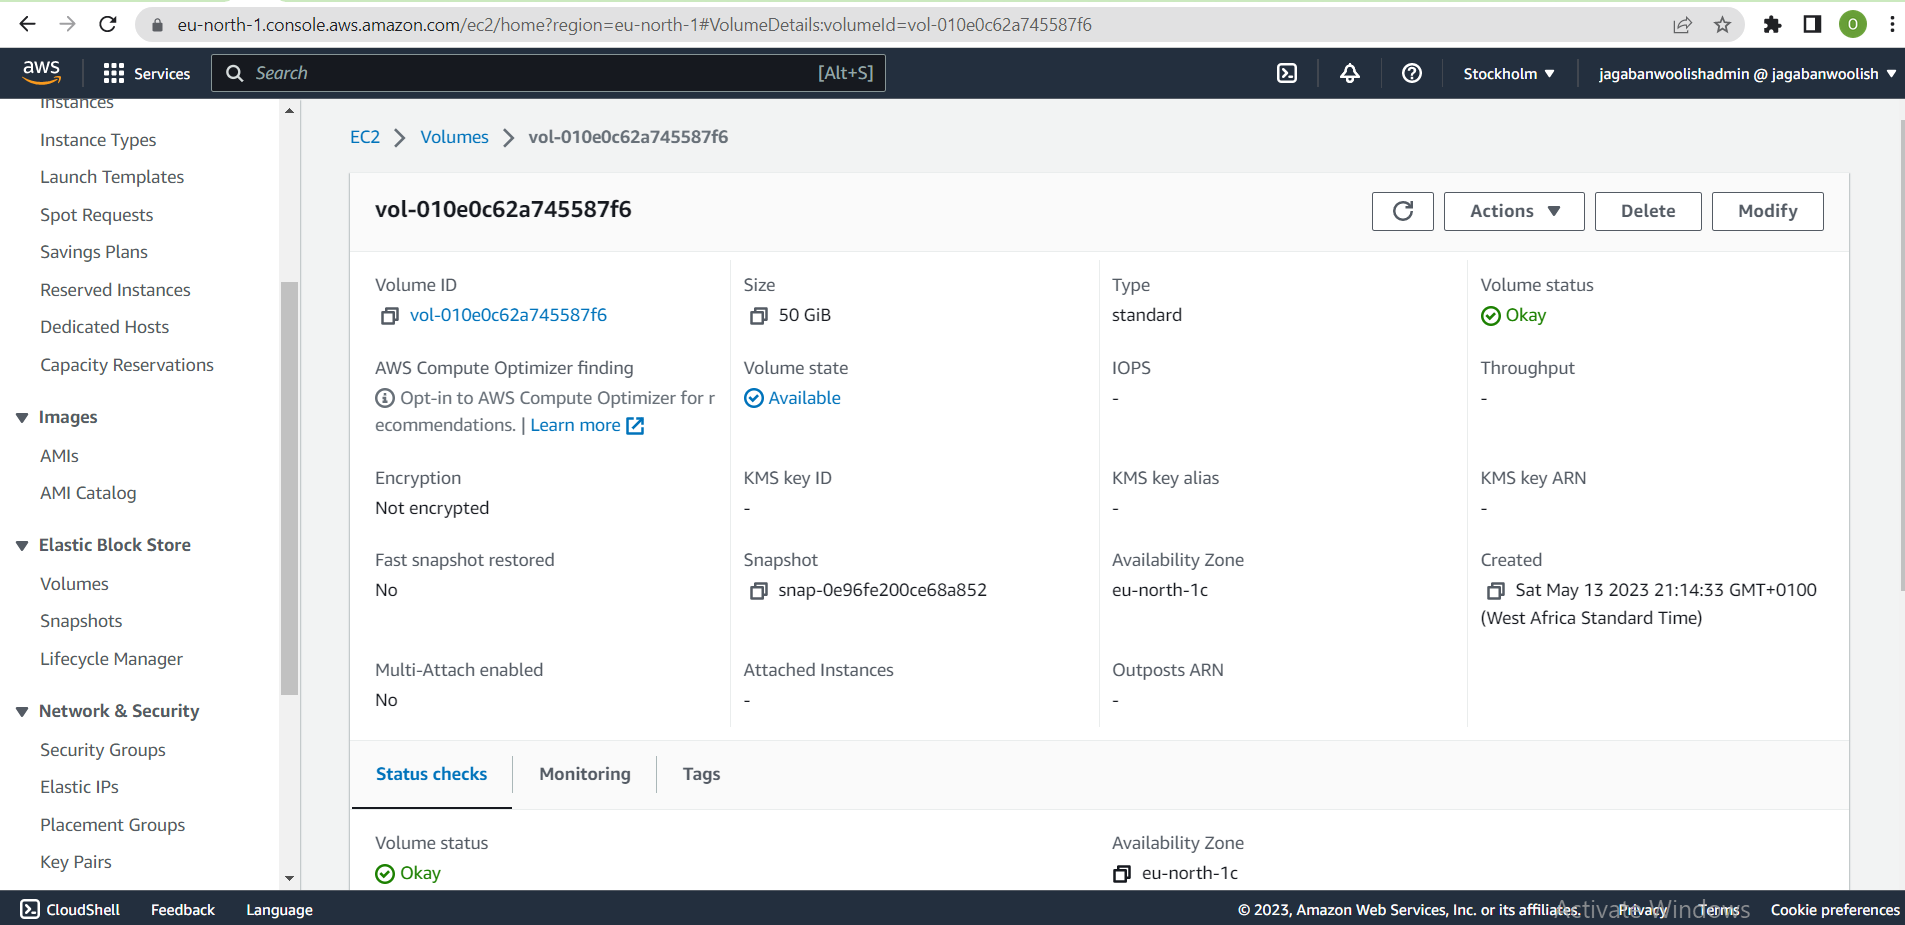 eu-north-1.console.aws.amazon.com/ec2/home?region=eu-north-1#VolumeDetails:volumeId=vol-010e0c62a745587f6
O
aws
Services
Search
[Alt+S]
Stockholm
jagabanwoolishadmin @ jagabanwoolish
Instances
Instance Types
Launch Templates
Spot Requests
Savings Plans
Reserved Instances
Dedicated Hosts
Capacity Reservations
Images
AMIs
AMI Catalog
Elastic Block Store
Volumes
Snapshots
Lifecycle Manager
Network & Security
Security Groups
Elastic IPs
Placement Groups
Key Pairs
EC2
Volumes
vol-010e0c62a745587f6
vol-010e0c62a745587f6
Actions
Delete
Modify
Volume ID
vol-010e0c62a745587f6
Size
50 GiB
Type
standard
Volume status
Okay
AWS Compute Optimizer finding
Opt-in to AWS Compute Optimizer for r
ecommendations. | Learn more
Volume state
Available
IOPS
-
Throughput
-
Encryption
Not encrypted
KMS key ID
-
KMS key alias
-
KMS key ARN
-
Fast snapshot restored
No
Snapshot
snap-0e96fe200ce68a852
Availability Zone
eu-north-1c
Created
Sat May 13 2023 21:14:33 GMT+0100
(West Africa Standard Time)
Multi-Attach enabled
No
Attached Instances
-
Outposts ARN
-
Status checks
Monitoring
Tags
Volume status
Okay
Availability Zone
eu-north-1c
CloudShell
Feedback
Language
© 2023, Amazon Web Services, Inc. or its affiliates.
Privacy
Terms
Cookie preferences
Activate Windows